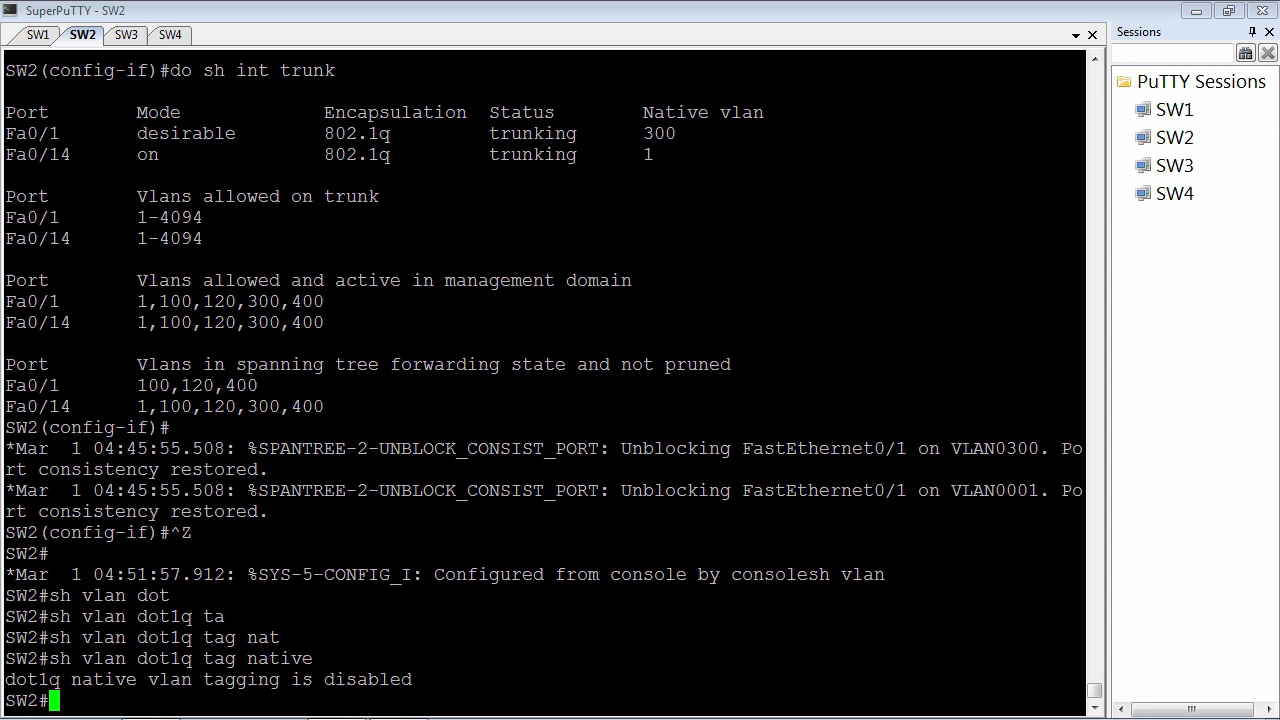 SuperPuTTY - SW2
SW1 SW2 SW3 SW4
SW2(config-if)#do sh int trunk
Port Mode Encapsulation Status Native vlan
Fa0/1 desirable 802.1q trunking 300
Fa0/14 on 802.1q trunking 1
Port Vlans allowed on trunk
Fa0/1 1-4094
Fa0/14 1-4094
Port Vlans allowed and active in management domain
Fa0/1 1,100,120,300,400
Fa0/14 1,100,120,300,400
Port Vlans in spanning tree forwarding state and not pruned
Fa0/1 100,120,400
Fa0/14 1,100,120,300,400
SW2(config-if)#
*Mar 1 04:45:55.508: %SPANTREE-2-UNBLOCK_CONSIST_PORT: Unblocking FastEthernet0/1 on VLAN0300. Po
rt consistency restored.
*Mar 1 04:45:55.508: %SPANTREE-2-UNBLOCK_CONSIST_PORT: Unblocking FastEthernet0/1 on VLAN0001. Po
rt consistency restored.
SW2(config-if)#^Z
SW2#
*Mar 1 04:51:57.912: %SYS-5-CONFIG_I: Configured from console by consolesh vlan
SW2#sh vlan dot
SW2#sh vlan dot1q ta
SW2#sh vlan dot1q tag nat
SW2#sh vlan dot1q tag native
dot1q native vlan tagging is disabled
SW2#
Sessions
PuTTY Sessions
SW1
SW2
SW3
SW4